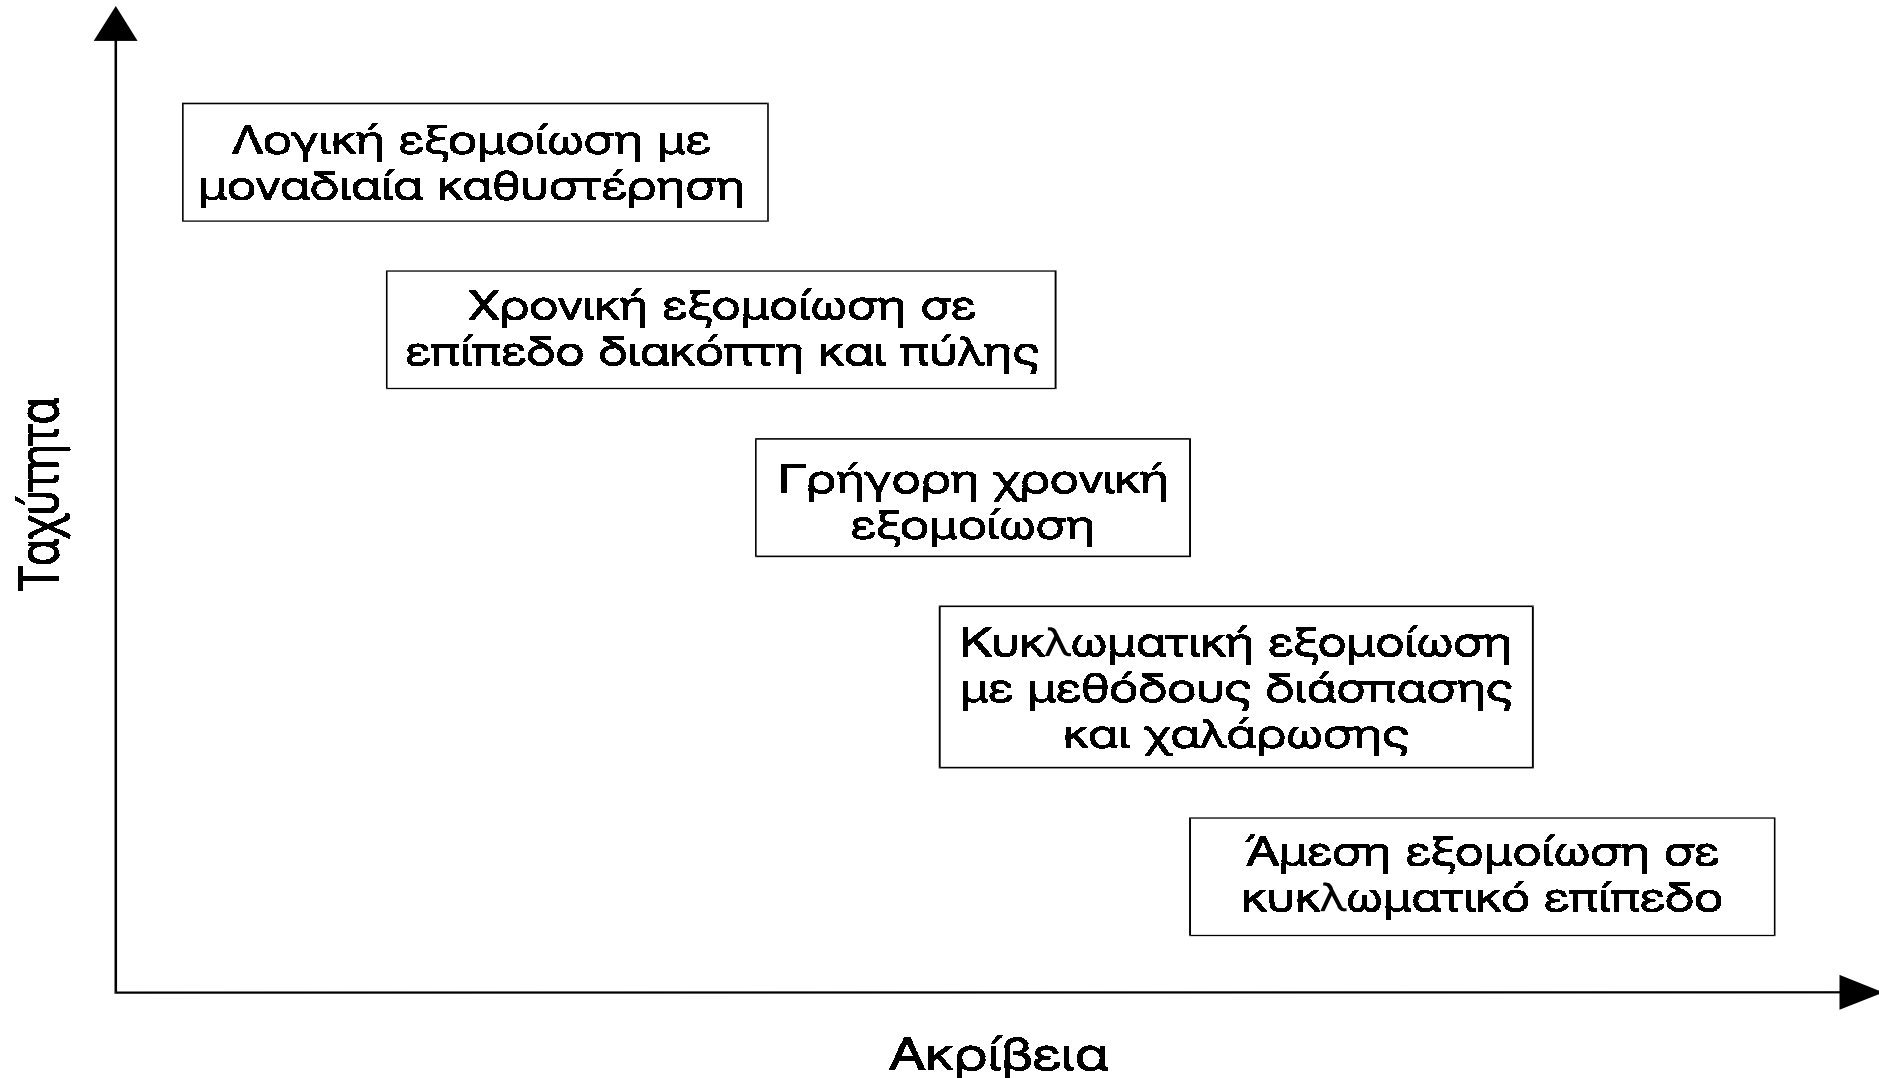 Λογική εξομοίωση με
μοναδιαία καθυστέρηση
Χρονική εξομοίωση σε
επίπεδο διακόπτη και πύλης
Γρήγορη χρονική
εξομοίωση
Κυκλωματική εξομοίωση
με μεθόδους διάσπασης
και χαλάρωσης
Άμεση εξομοίωση σε
κυκλωματικό επίπεδο
Ταχύτητα
Ακρίβεια